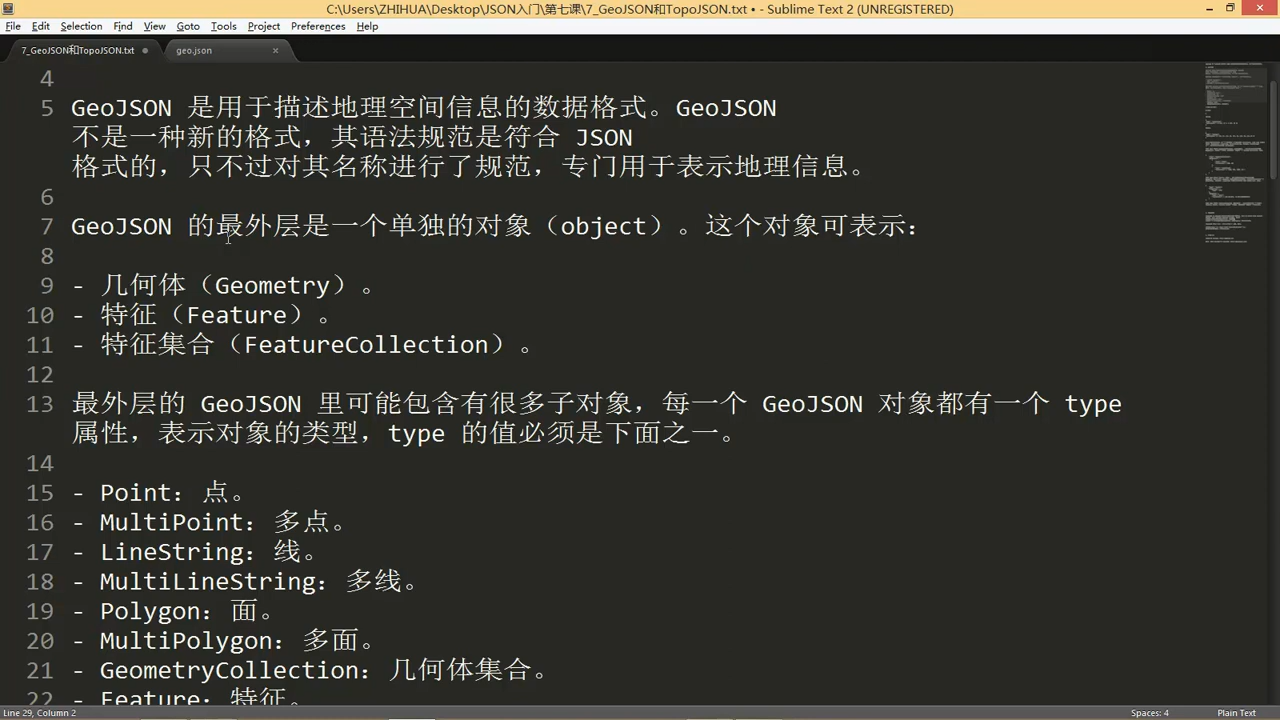 C:\Users\ZHIHUA\Desktop\JSON入门\第七课\7_GeoJSON和TopoJSON.txt • - Sublime Text 2 (UNREGISTERED)
File Edit Selection Find View Goto Tools Project Preferences Help
7_GeoJSON和TopoJSON.txt geo.json
4
5 GeoJSON 是用于描述地理空间信息的数据格式。GeoJSON
不是一种新的格式，其语法规范是符合 JSON
格式的，只不过对其名称进行了规范，专门用于表示地理信息。
6
7 GeoJSON 的最外层是一个单独的对象（object）。这个对象可表示：
8
9 - 几何体（Geometry）。
10 - 特征（Feature）。
11 - 特征集合（FeatureCollection）。
12
13 最外层的 GeoJSON 里可能包含有很多子对象，每一个 GeoJSON 对象都有一个 type
属性，表示对象的类型，type 的值必须是下面之一。
14
15 - Point：点。
16 - MultiPoint：多点。
17 - LineString：线。
18 - MultiLineString：多线。
19 - Polygon：面。
20 - MultiPolygon：多面。
21 - GeometryCollection：几何体集合。
22 - Feature：特征。
Line 29, Column 2 Spaces: 4 Plain Text